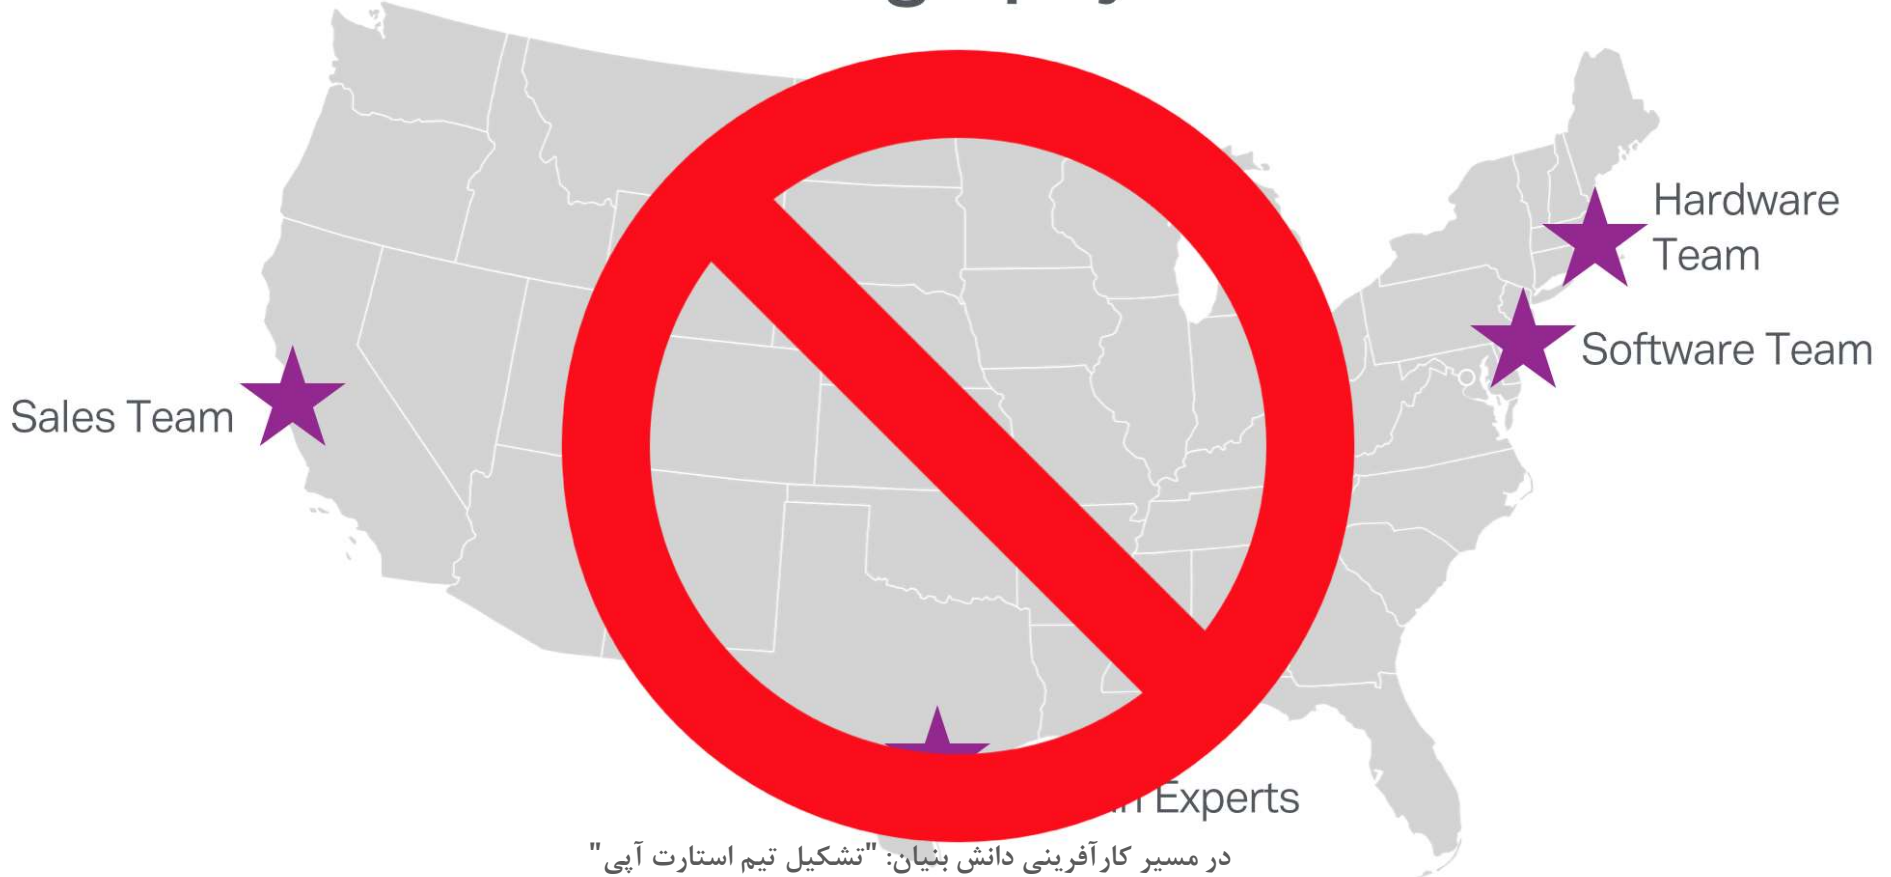 Hardware
Team
Software Team
Sales Team
Experts
در مسیر کارآفرینی دانش بنیان: "تشکیل تیم استارت آپی"